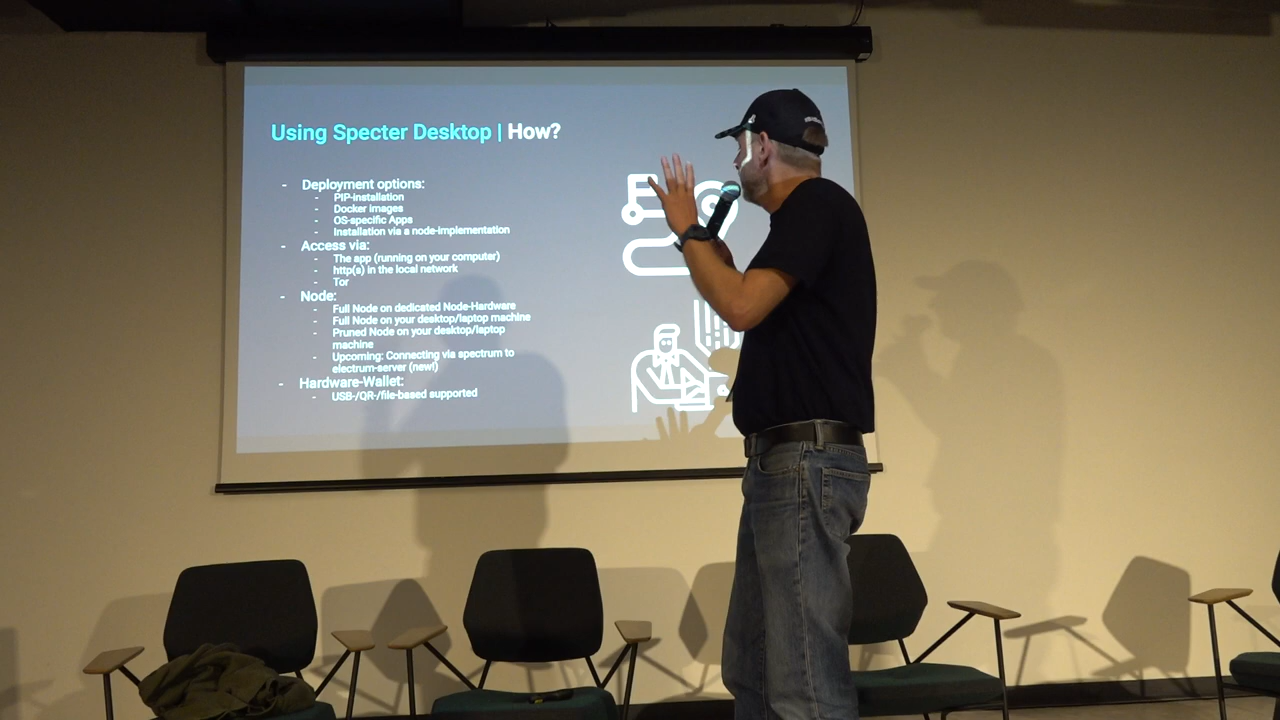 Using Specter Desktop | How?
- Deployment options:
- PIP-installation
- Docker Images
- OS-specific Apps
- Installation via a node-implementation
- Access via:
- The app (running on your computer)
- http(s) in the local network
- Tor
- Node:
- Full Node on dedicated Node-Hardware
- Full Node on your desktop/laptop machine
- Pruned Node on your desktop/laptop
machine
- Upcoming: Connecting via spectrum to
electrum-server (new!)
- Hardware-Wallet:
- USB-/QR-/file-based supported